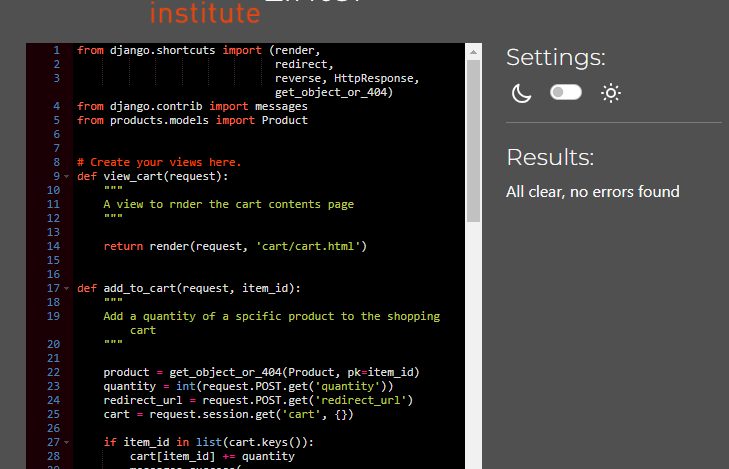 institute
1 from django.shortcuts import (render,
2 redirect,
3 reverse, HttpResponse,
get_object_or_404)
4 from django.contrib import messages
5 from products.models import Product
6
7
8 # Create your views here.
9 def view_cart(request):
10 """
11 A view to rnder the cart contents page
12 """
13
14 return render(request, 'cart/cart.html')
15
16
17 def add_to_cart(request, item_id):
18 """
19 Add a quantity of a spcific product to the shopping
cart
20 """
21
22 product = get_object_or_404(Product, pk=item_id)
23 quantity = int(request.POST.get('quantity'))
24 redirect_url = request.POST.get('redirect_url')
25 cart = request.session.get('cart', {})
26
27 if item_id in list(cart.keys()):
28 cart[item_id] += quantity
Settings:
Results:
All clear, no errors found